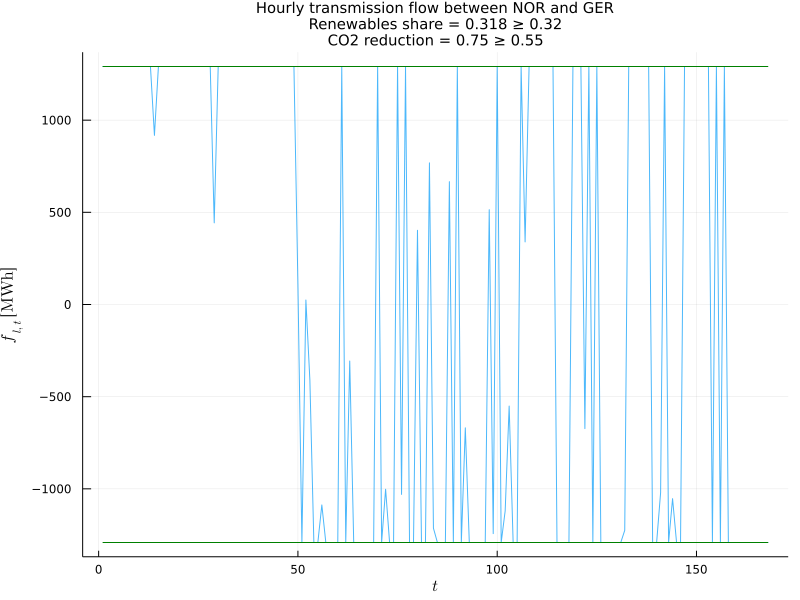 Hourly transmission flow between NOR and GER
Renewables share = 0.318 ≥ 0.32
CO2 reduction = 0.75 ≥ 0.55
1000
500
0
−500
−1000
f l,t [MWh]
0
50
100
150
t